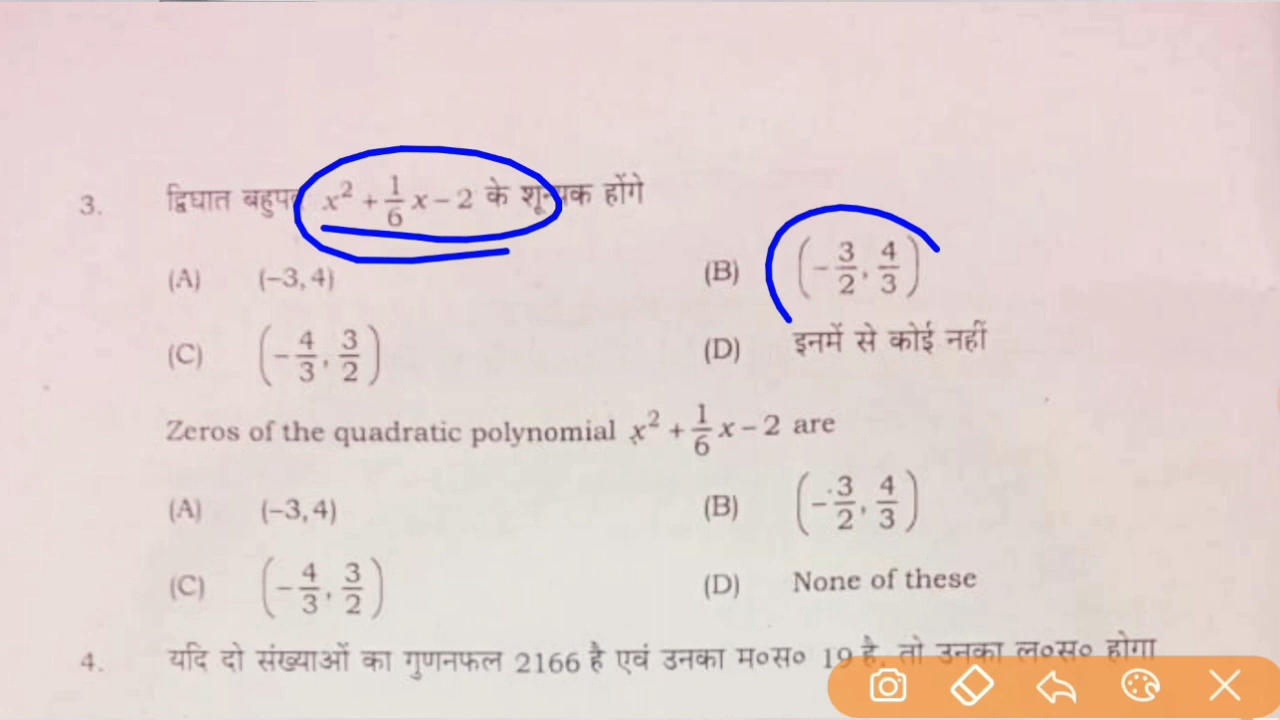 3. द्विघात बहुपद x² + 1/6 x − 2 के शून्यक होंगे
(A) (−3, 4) (B) (−3/2, 4/3)
(C) (−4/3, 3/2) (D) इनमें से कोई नहीं
Zeros of the quadratic polynomial x² + 1/6 x − 2 are
(A) (−3, 4) (B) (−3/2, 4/3)
(C) (−4/3, 3/2) (D) None of these
4. यदि दो संख्याओं का गुणनफल 2166 है एवं उनका म०स० 19 है, तो उनका ल०स० होगा